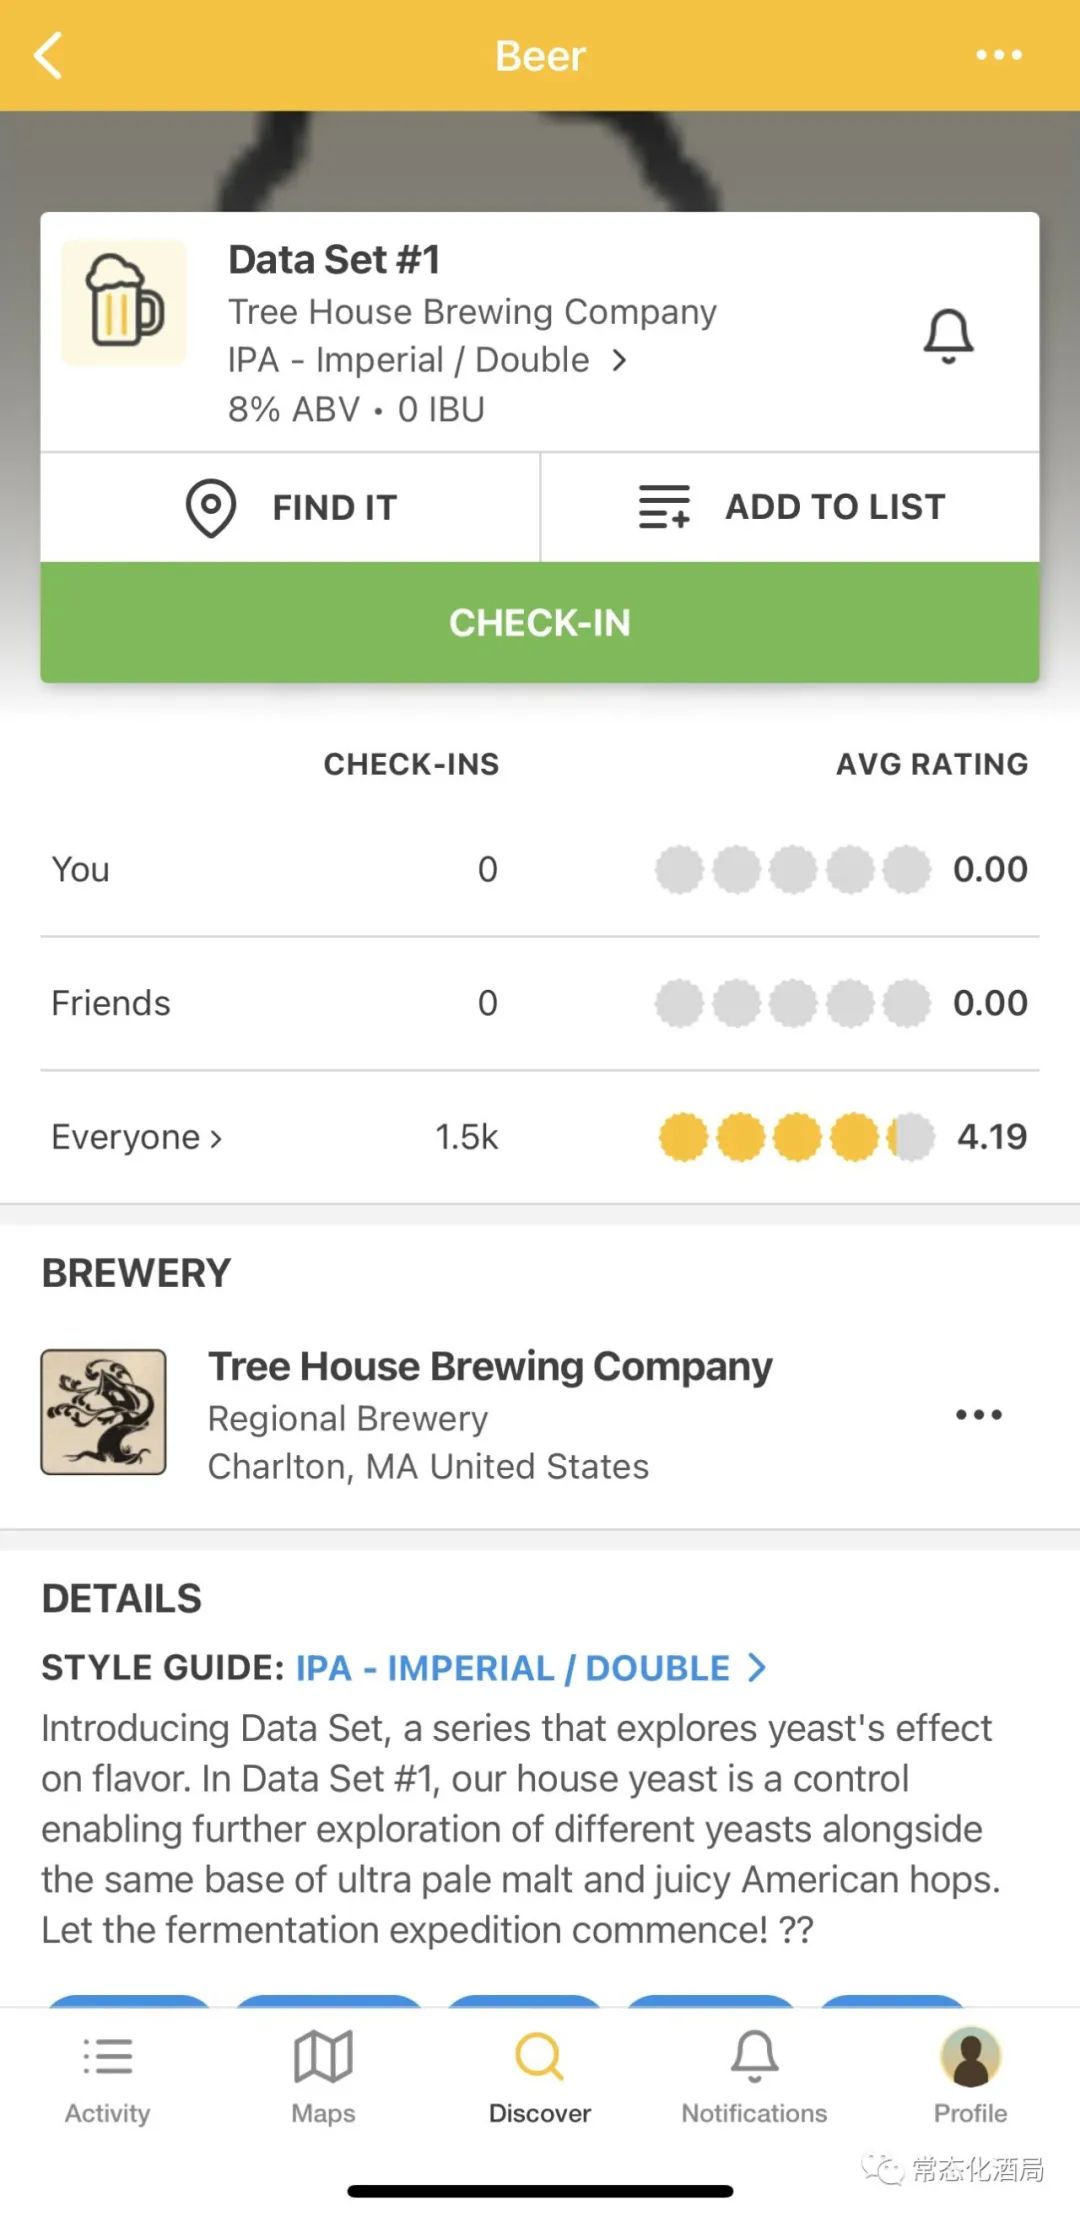 Beer
Data Set #1
Tree House Brewing Company
IPA - Imperial / Double >
8% ABV • 0 IBU
FIND IT
ADD TO LIST
CHECK-IN
CHECK-INS
AVG RATING
You
0
0.00
Friends
0
0.00
Everyone >
1.5k
4.19
BREWERY
Tree House Brewing Company
Regional Brewery
Charlton, MA United States
DETAILS
STYLE GUIDE: IPA - IMPERIAL / DOUBLE >
Introducing Data Set, a series that explores yeast's effect
on flavor. In Data Set #1, our house yeast is a control
enabling further exploration of different yeasts alongside
the same base of ultra pale malt and juicy American hops.
Let the fermentation expedition commence! ??
Activity
Maps
Discover
Notifications
Profile
常态化酒局